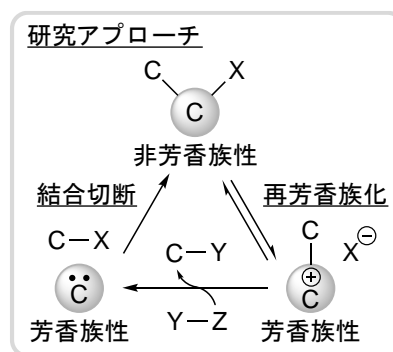 研究アプローチ
C X
C
非芳香族性
結合切断
再芳香族化
C−X
C−Y
C
X⊖
C̈
⊕
C
芳香族性
Y−Z
芳香族性